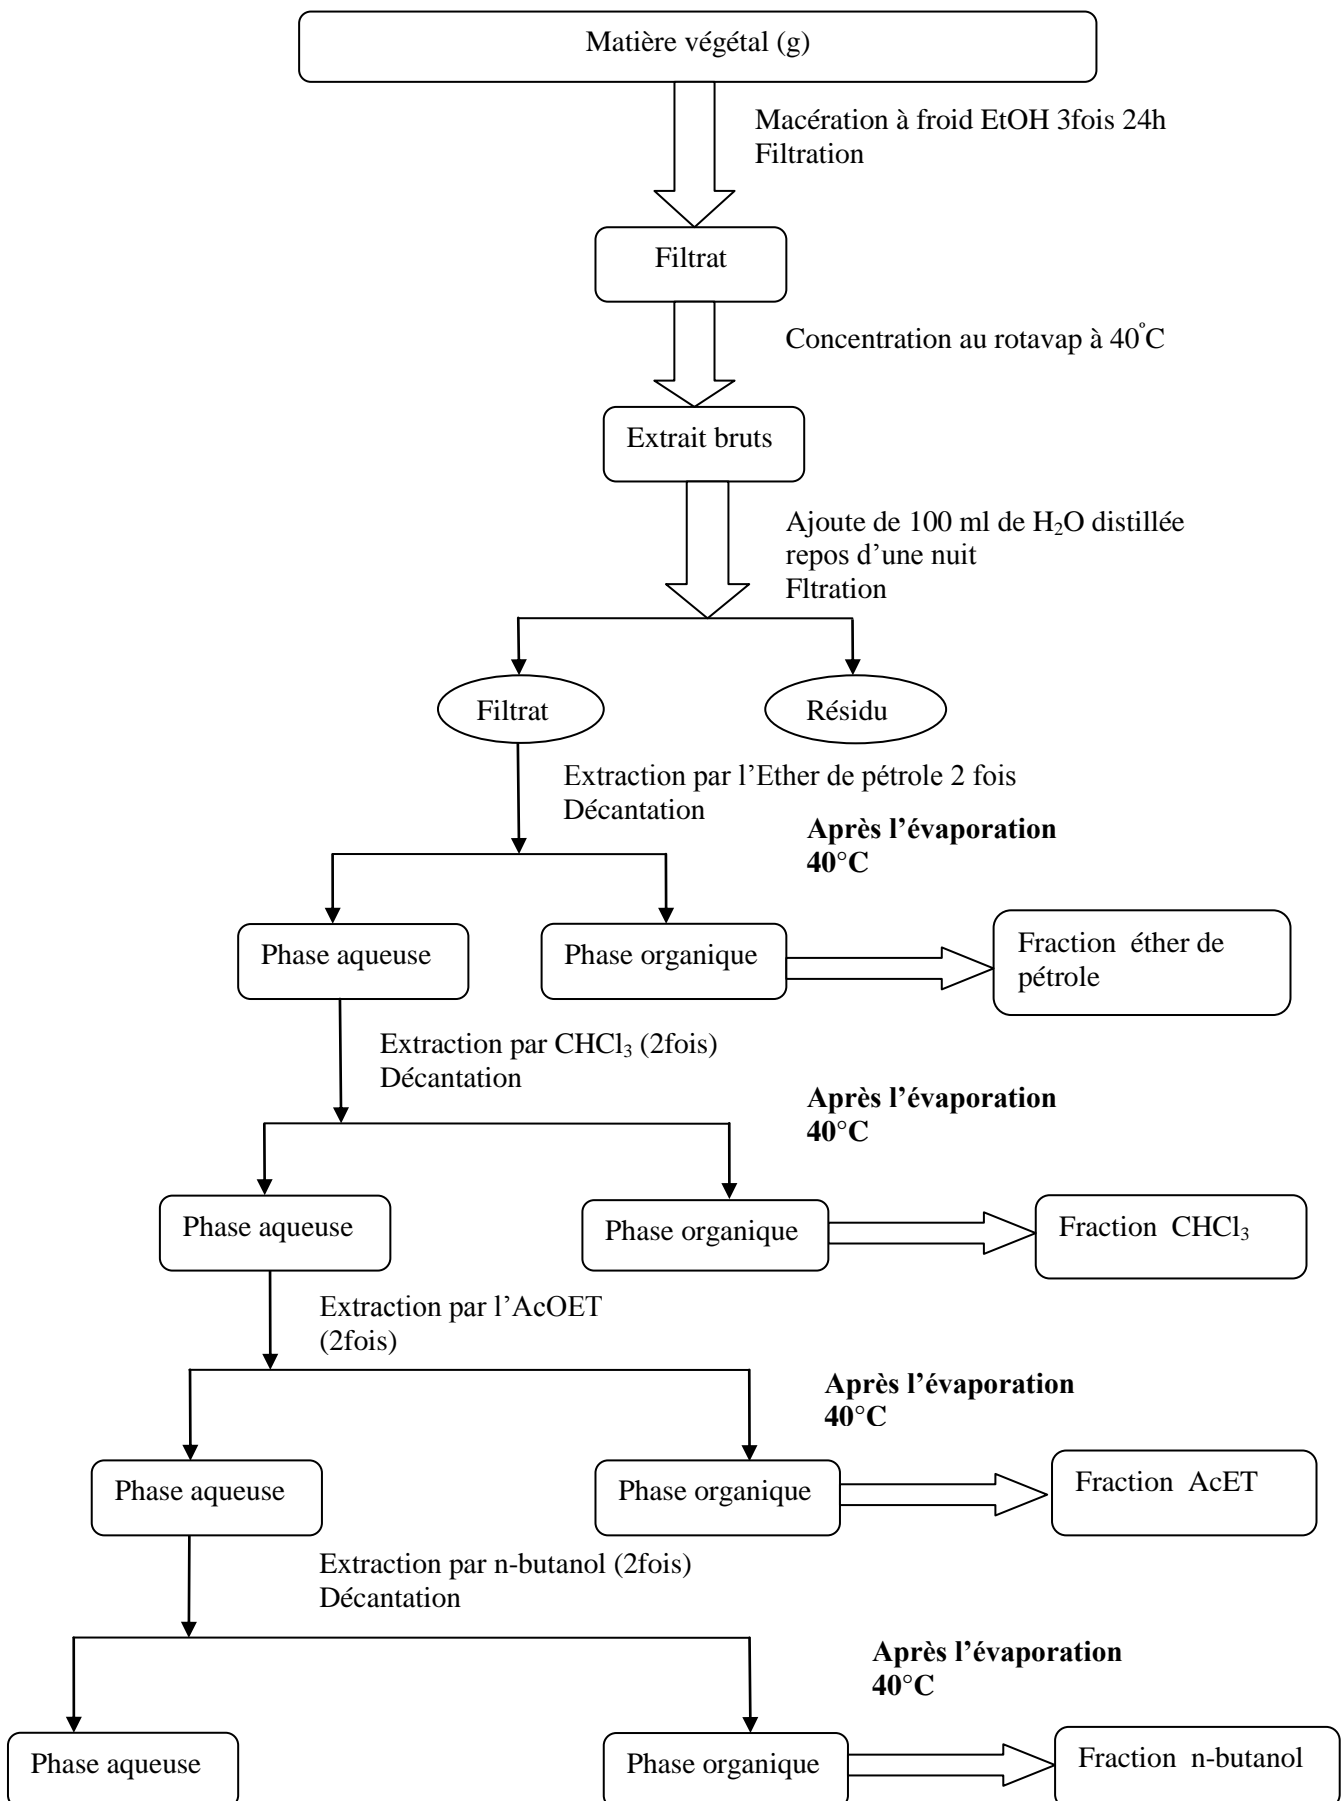 Matière végétal (g)
Macération à froid EtOH 3fois 24h
Filtration
Filtrat
Concentration au rotavap à 40°C
Extrait bruts
Ajoute de 100 ml de H₂O distillée
repos d’une nuit
Fltration
Filtrat
Résidu
Extraction par l’Ether de pétrole 2 fois
Décantation
Après l’évaporation
40°C
Phase aqueuse
Phase organique
Fraction éther de
pétrole
Extraction par CHCl₃ (2fois)
Décantation
Après l’évaporation
40°C
Phase aqueuse
Phase organique
Fraction CHCl₃
Extraction par l’AcOET
(2fois)
Après l’évaporation
40°C
Phase aqueuse
Phase organique
Fraction AcET
Extraction par n-butanol (2fois)
Décantation
Après l’évaporation
40°C
Phase aqueuse
Phase organique
Fraction n-butanol